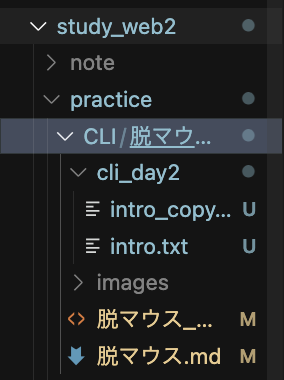 study_web2
note
practice
CLI/脱マウ...
cli_day2
intro_copy... U
intro.txt U
images
脱マウス_... M
脱マウス.md M